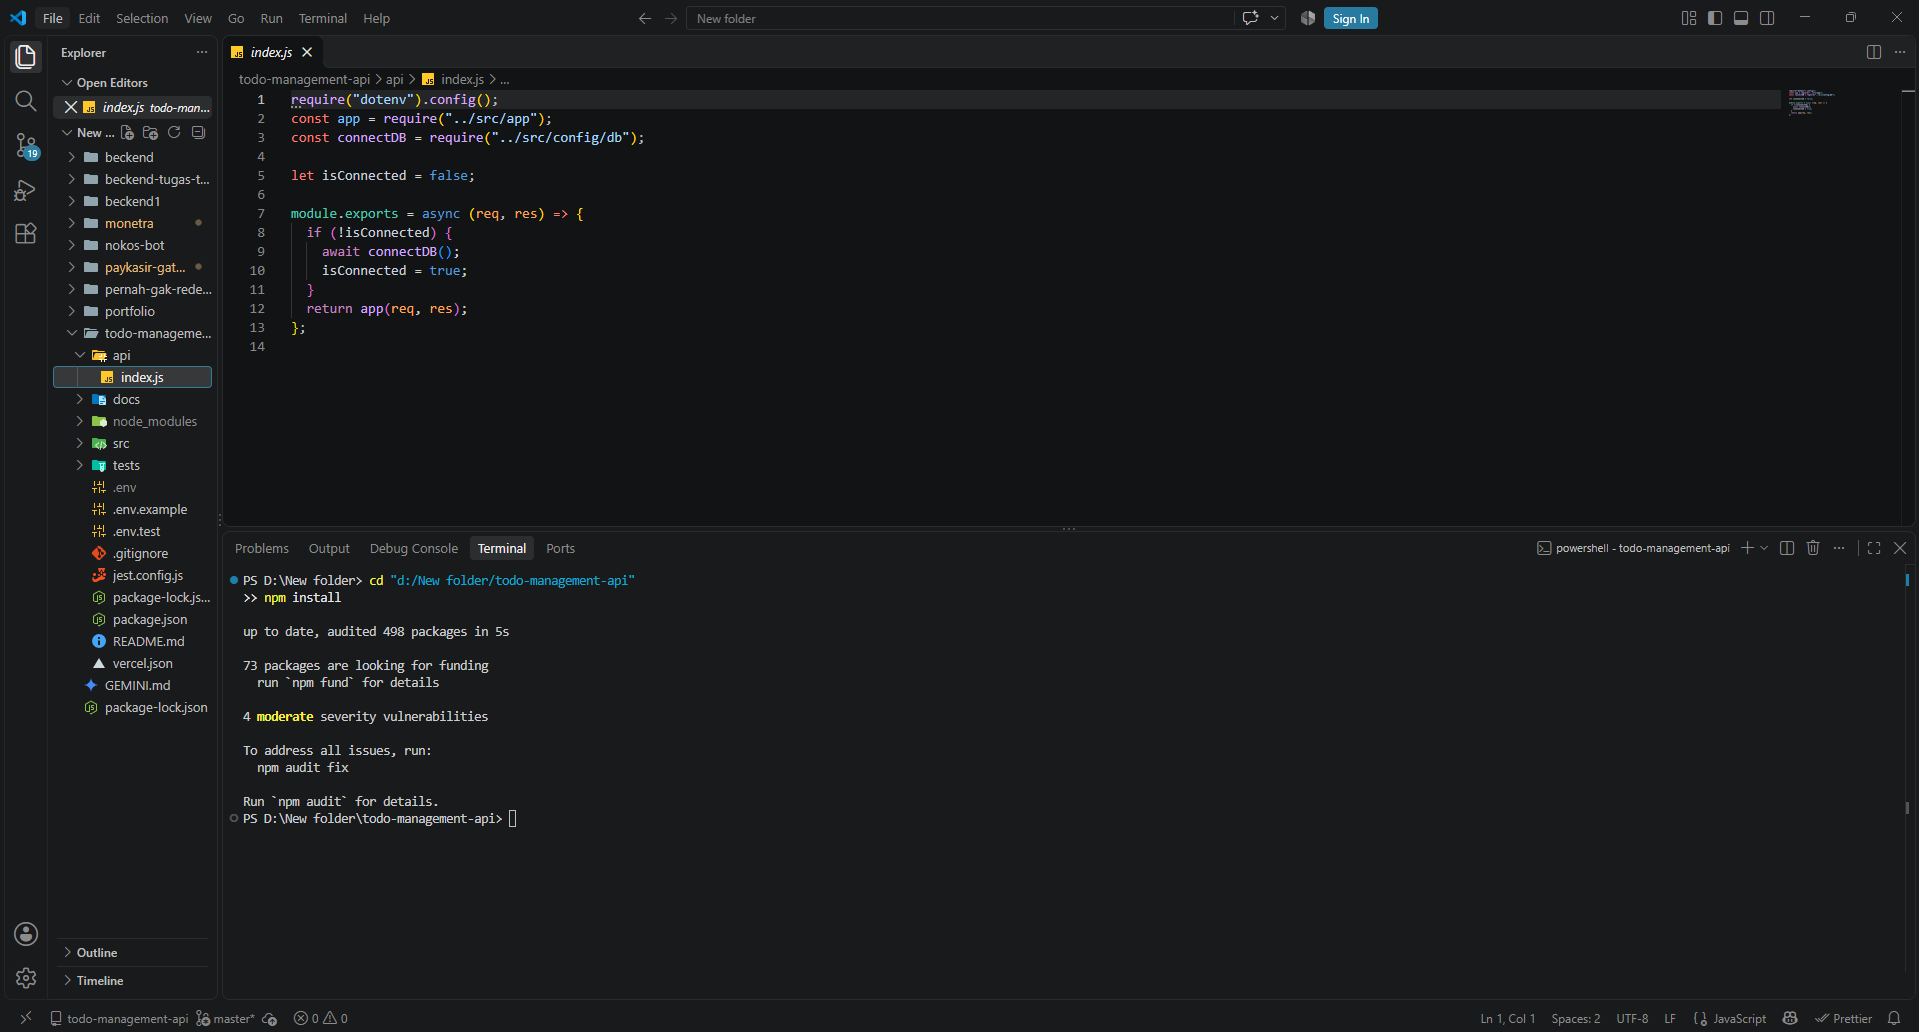 File Edit Selection View Go Run Terminal Help
New folder
Sign In
Explorer
Open Editors
index.js todo-man...
New ...
beckend
beckend-tugas-t...
beckend1
monetra
nokos-bot
paykasir-gat...
pernah-gak-rede...
portfolio
todo-manageme...
api
index.js
docs
node_modules
src
tests
.env
.env.example
.env.test
.gitignore
jest.config.js
package-lock.js...
package.json
README.md
vercel.json
GEMINI.md
package-lock.json
Outline
Timeline
19
index.js
todo-management-api > api > index.js > ...
1 require("dotenv").config();
2 const app = require("../src/app");
3 const connectDB = require("../src/config/db");
4
5 let isConnected = false;
6
7 module.exports = async (req, res) => {
8 if (!isConnected) {
9 await connectDB();
10 isConnected = true;
11 }
12 return app(req, res);
13 };
14
Problems Output Debug Console Terminal Ports
powershell - todo-management-api
PS D:\New folder> cd "d:/New folder/todo-management-api"
>> npm install
up to date, audited 498 packages in 5s
73 packages are looking for funding
run `npm fund` for details
4 moderate severity vulnerabilities
To address all issues, run:
npm audit fix
Run `npm audit` for details.
PS D:\New folder\todo-management-api>
todo-management-api master* 0 0
Ln 1, Col 1 Spaces: 2 UTF-8 LF JavaScript Prettier